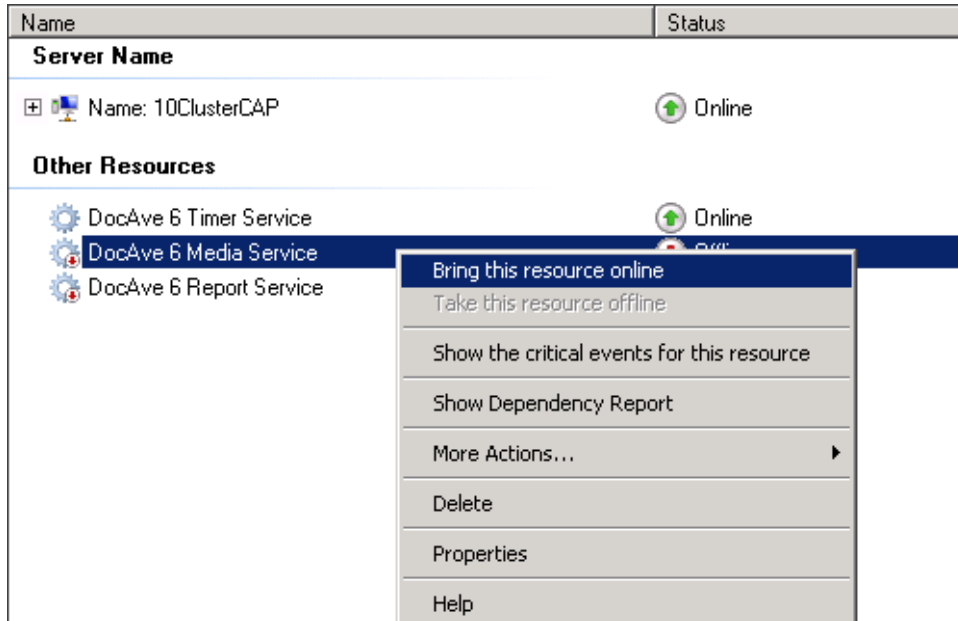 Name Status
Server Name
Name: 10ClusterCAP Online
Other Resources
DocAve 6 Timer Service Online
DocAve 6 Media Service
DocAve 6 Report Service
Bring this resource online
Take this resource offline
Show the critical events for this resource
Show Dependency Report
More Actions...
Delete
Properties
Help